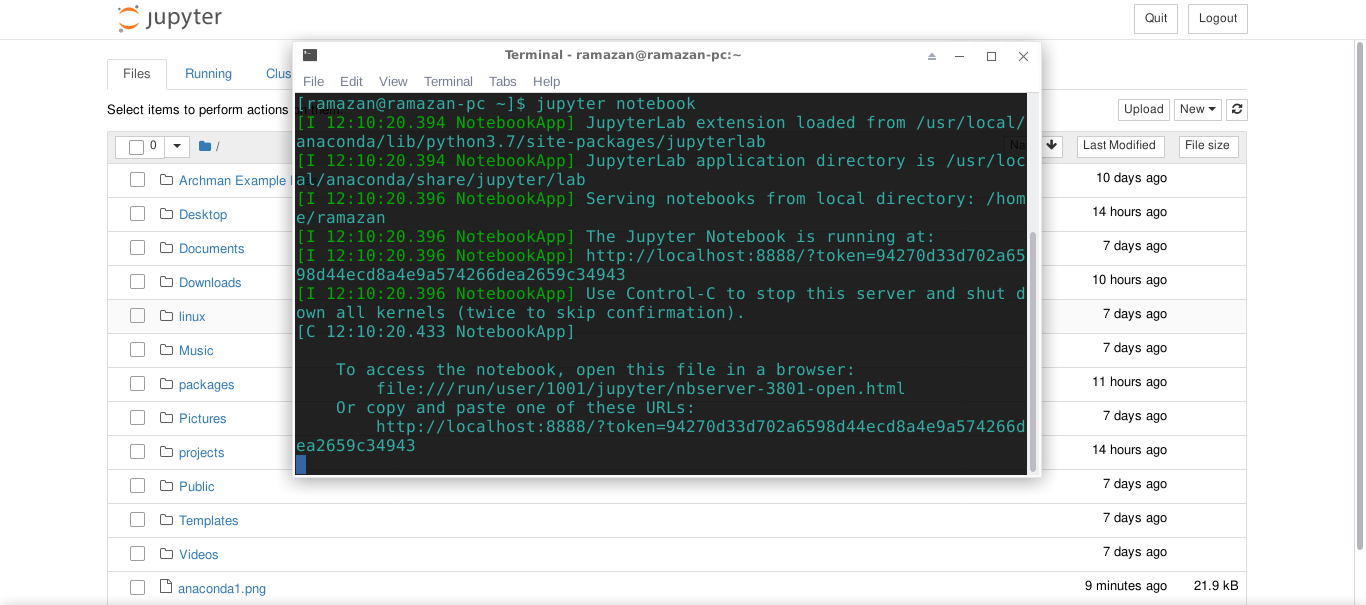 jupyter
Quit
Logout
Terminal - ramazan@ramazan-pc:~
Files
Running
Clus
File Edit View Terminal Tabs Help
Select items to perform actions
Upload
New
0
/
Na
Last Modified
File size
[ramazan@ramazan-pc ~]$ jupyter notebook
[I 12:10:20.394 NotebookApp] JupyterLab extension loaded from /usr/local/
anaconda/lib/python3.7/site-packages/jupyterlab
[I 12:10:20.394 NotebookApp] JupyterLab application directory is /usr/loc
al/anaconda/share/jupyter/lab
[I 12:10:20.396 NotebookApp] Serving notebooks from local directory: /hom
e/ramazan
[I 12:10:20.396 NotebookApp] The Jupyter Notebook is running at:
[I 12:10:20.396 NotebookApp] http://localhost:8888/?token=94270d33d702a65
98d44ecd8a4e9a574266dea2659c34943
[I 12:10:20.396 NotebookApp] Use Control-C to stop this server and shut d
own all kernels (twice to skip confirmation).
[C 12:10:20.433 NotebookApp]
To access the notebook, open this file in a browser:
file:///run/user/1001/jupyter/nbserver-3801-open.html
Or copy and paste one of these URLs:
http://localhost:8888/?token=94270d33d702a6598d44ecd8a4e9a574266d
ea2659c34943
Archman Example 10 days ago
Desktop 14 hours ago
Documents 7 days ago
Downloads 10 hours ago
linux 7 days ago
Music 7 days ago
packages 11 hours ago
Pictures 7 days ago
projects 14 hours ago
Public 7 days ago
Templates 7 days ago
Videos 7 days ago
anaconda1.png 9 minutes ago 21.9 kB